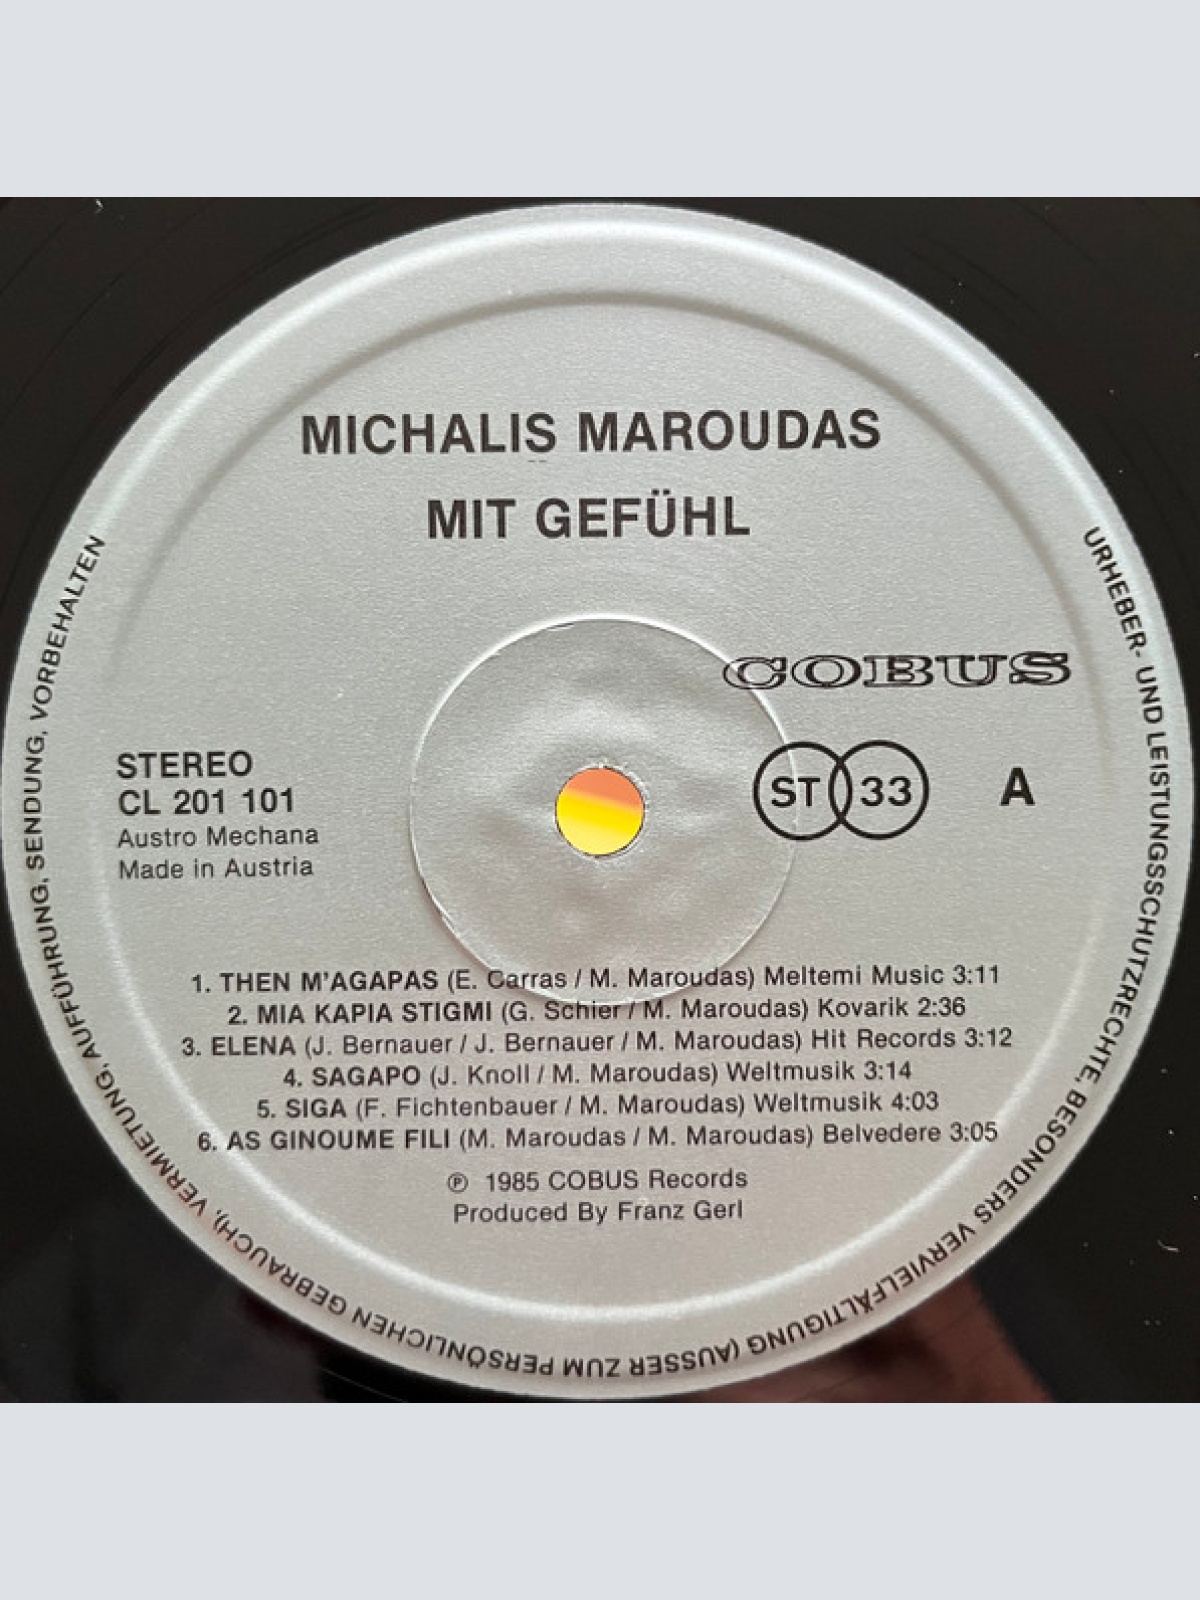 MICHALIS MAROUDAS
MIT GEFÜHL
COBUS
STEREO
CL 201 101
Austro Mechana
Made in Austria
ST 33
A
1. THEN M'AGAPAS (E. Carras / M. Maroudas) Meltemi Music 3:11
2. MIA KAPIA STIGMI (G. Schier / M. Maroudas) Kovarik 2:36
3. ELENA (J. Bernauer / J. Bernauer / M. Maroudas) Hit Records 3:12
4. SAGAPO (J. Knoll / M. Maroudas) Weltmusik 3:14
5. SIGA (F. Fichtenbauer / M. Maroudas) Weltmusik 4:03
6. AS GINOUME FILI (M. Maroudas / M. Maroudas) Belvedere 3:05
℗ 1985 COBUS Records
Produced By Franz Gerl
URHEBER- UND LEISTUNGSSCHUTZRECHTE, BESONDERS VERVIELFÄLTIGUNG (AUSSER ZUM PERSÖNLICHEN GEBRAUCH), VERMIETUNG, AUFFÜHRUNG, SENDUNG, VORBEHALTEN